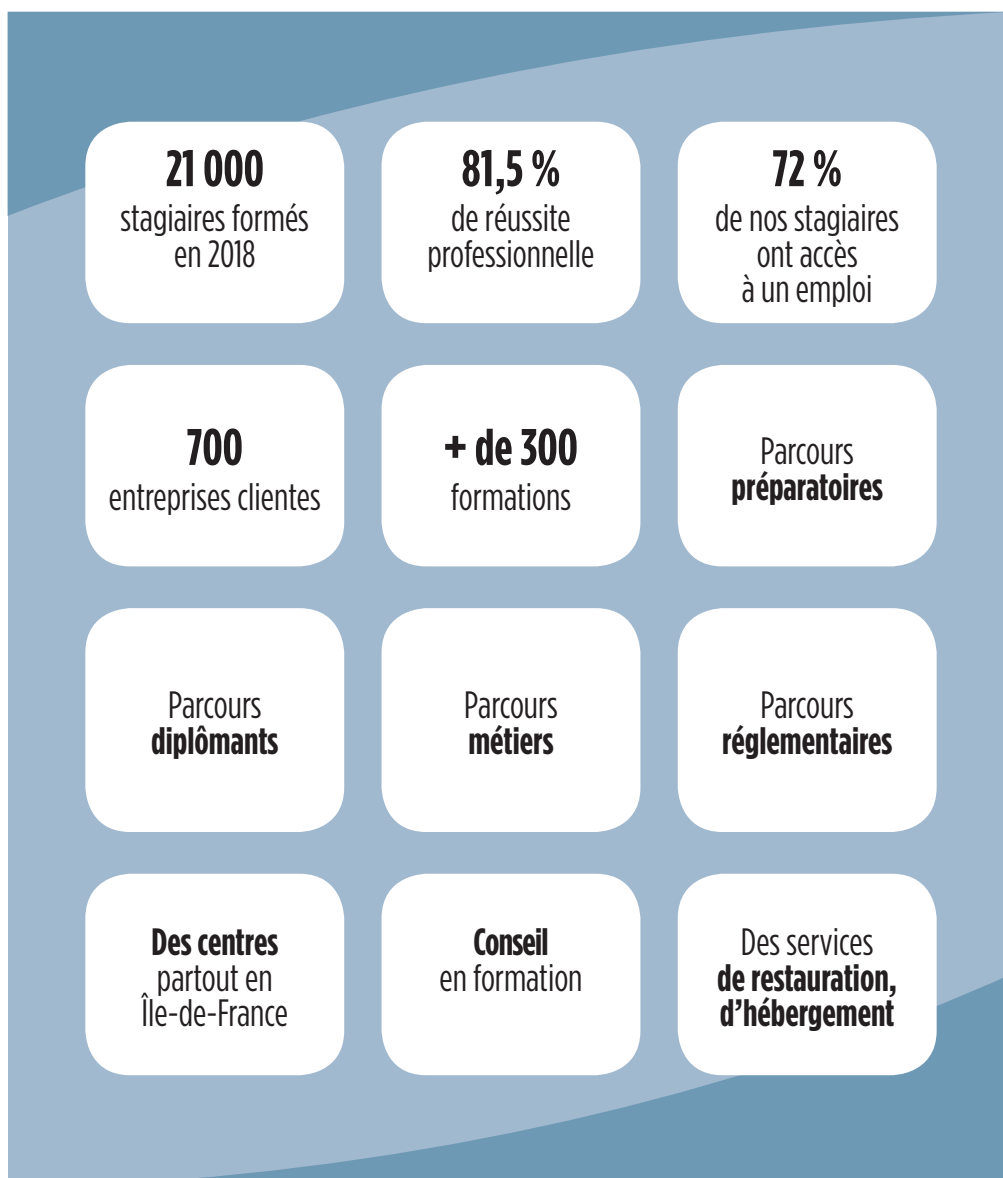 21 000
stagiaires formés
en 2018
81,5 %
de réussite
professionnelle
72 %
de nos stagiaires
ont accès
à un emploi
700
entreprises clientes
+ de 300
formations
Parcours
préparatoires
Parcours
diplômants
Parcours
métiers
Parcours
réglementaires
Des centres
partout en
Île-de-France
Conseil
en formation
Des services
de restauration,
d’hébergement